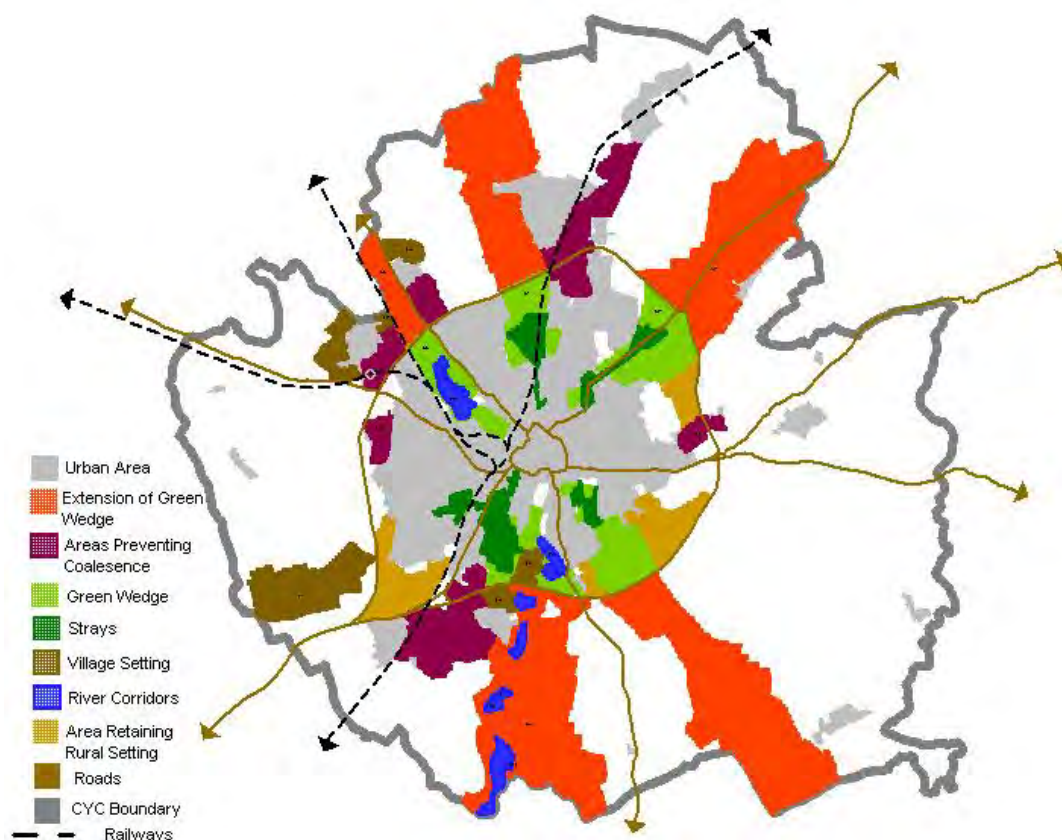 Urban Area
Extension of Green
Wedge
Areas Preventing
Coalesence
Green Wedge
Strays
Village Setting
River Corridors
Area Retaining
Rural Setting
Roads
CYC Boundary
Railways